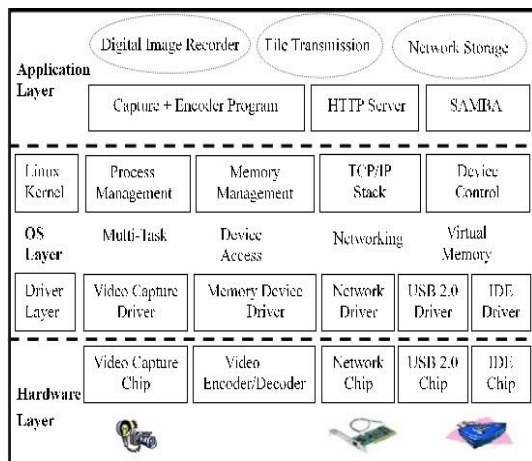 Digital Image Recorder
File Transmission
Network Storage
Application Layer
Capture + Encoder Program
HTTP Server
SAMBA
Linux Kernel
Process Management
Memory Management
TCP/IP Stack
Device Control
OS Layer
Multi-Task
Device Access
Networking
Virtual Memory
Driver Layer
Video Capture Driver
Memory Device Driver
Network Driver
USB 2.0 Driver
IDE Driver
Hardware Layer
Video Capture Chip
Video Encoder/Decoder
Network Chip
USB 2.0 Chip
IDE Chip